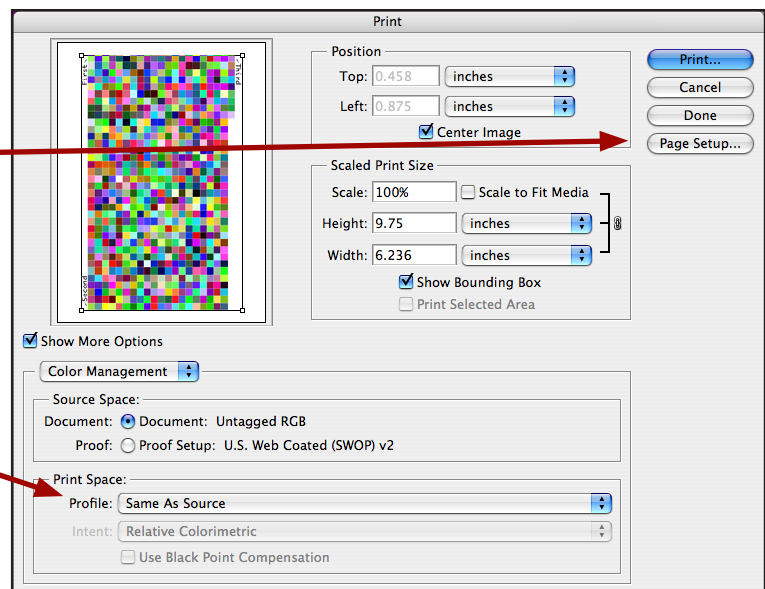 Print
First
Third
Second
Position
Top: 0.458 inches
Left: 0.875 inches
Center Image
Print...
Cancel
Done
Page Setup...
Scaled Print Size
Scale: 100% Scale to Fit Media
Height: 9.75 inches
Width: 6.236 inches
Show Bounding Box
Print Selected Area
Show More Options
Color Management
Source Space:
Document: Document: Untagged RGB
Proof: Proof Setup: U.S. Web Coated (SWOP) v2
Print Space:
Profile: Same As Source
Intent: Relative Colorimetric
Use Black Point Compensation